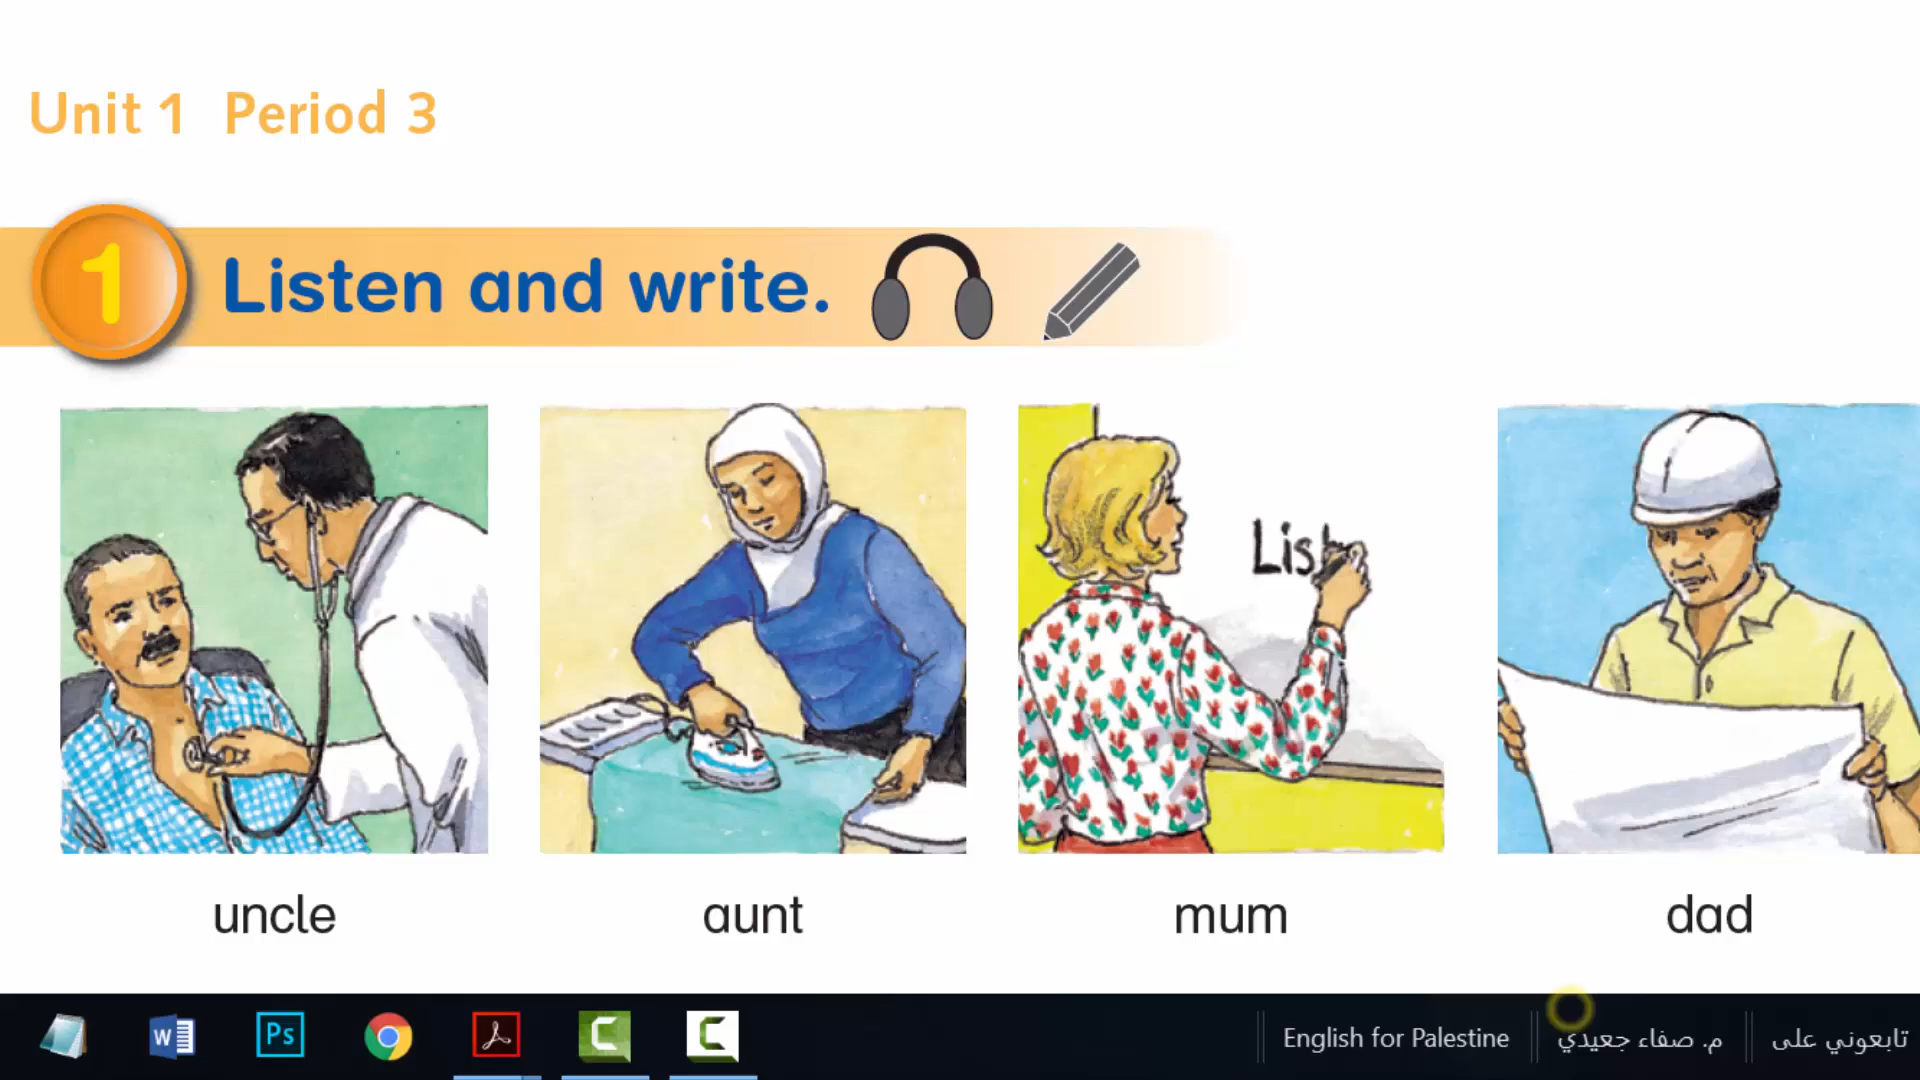 Unit 1 Period 3
1 Listen and write.
Lis
uncle
aunt
mum
dad
W
Ps
C
C
English for Palestine
م. صفاء جعيدي
تابعوني على